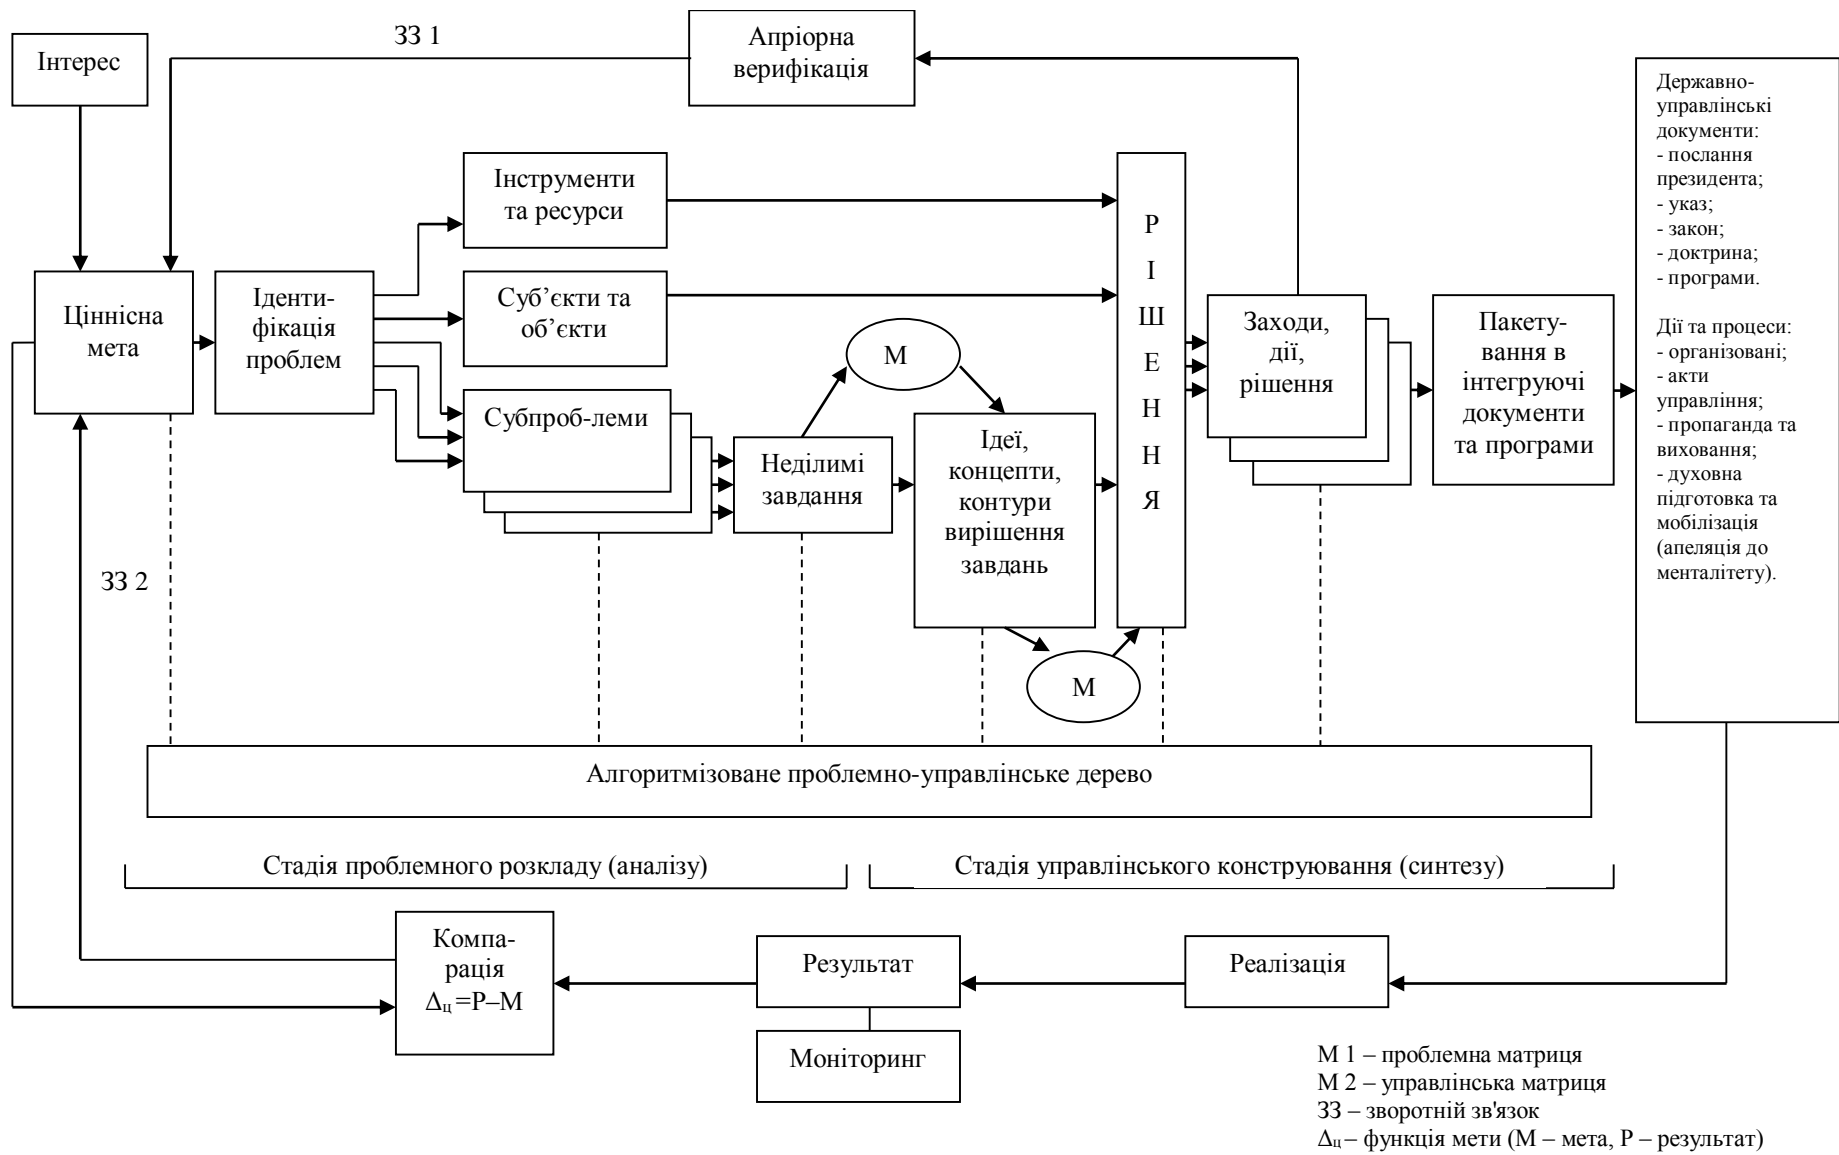 Інтерес
ЗЗ 1
Апріорна
верифікація
Державно-
управлінські
документи:
- послання
президента;
- указ;
- закон;
- доктрина;
- програми.
Дії та процеси:
- організовані;
- акти
управління;
- пропаганда та
виховання;
- духовна
підготовка та
мобілізація
(апеляція до
менталітету).
Інструменти
та ресурси
Р
І
Ш
Е
Н
Н
Я
Ціннісна
мета
Іденти-
фікація
проблем
Суб’єкти та
об’єкти
М
Заходи,
дії,
рішення
Пакету-
вання в
інтегруючі
документи
та програми
Субпроб-леми
Неділимі
завдання
Ідеї,
концепти,
контури
вирішення
завдань
ЗЗ 2
М
Алгоритмізоване проблемно-управлінське дерево
Стадія проблемного розкладу (аналізу)
Стадія управлінського конструювання (синтезу)
Компа-
рація
Δц =Р–М
Результат
Реалізація
Моніторинг
М 1 – проблемна матриця
М 2 – управлінська матриця
ЗЗ – зворотній зв'язок
Δц – функція мети (М – мета, Р – результат)